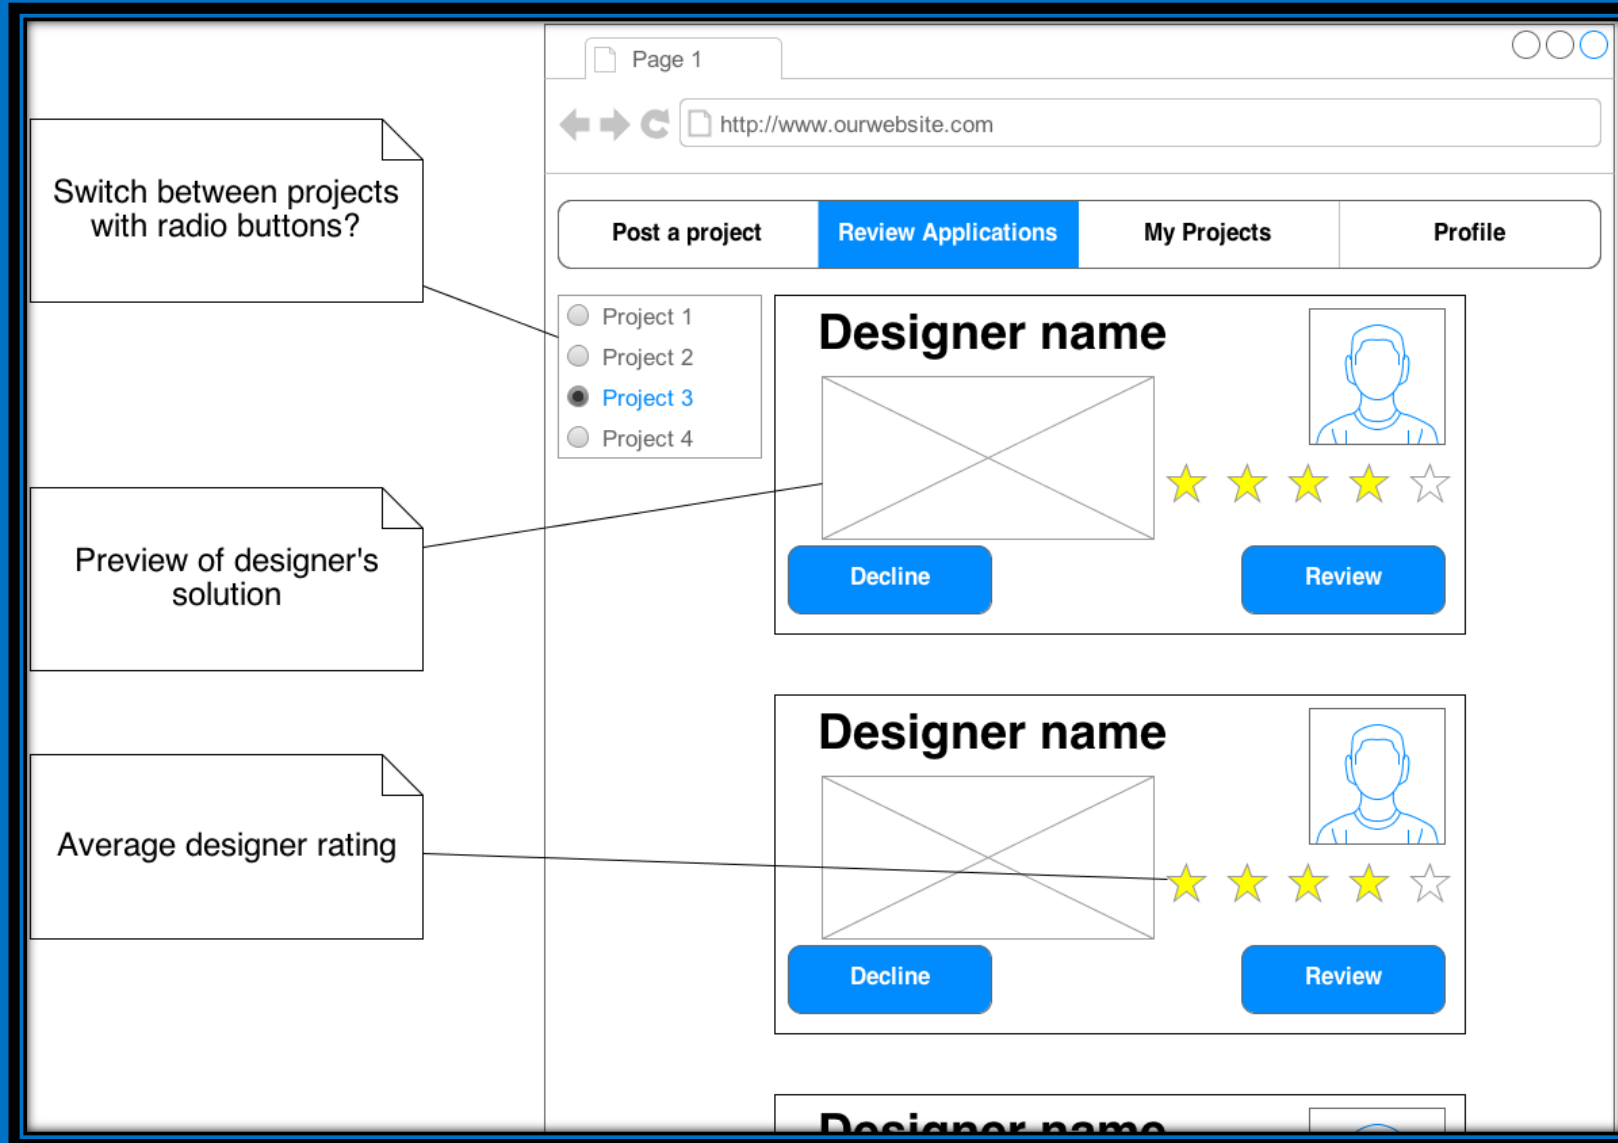 Page 1
http://www.ourwebsite.com
Switch between projects
with radio buttons?
Post a project
Review Applications
My Projects
Profile
Project 1
Project 2
Project 3
Project 4
Designer name
Preview of designer's
solution
Decline
Review
Designer name
Average designer rating
Decline
Review
Designer name